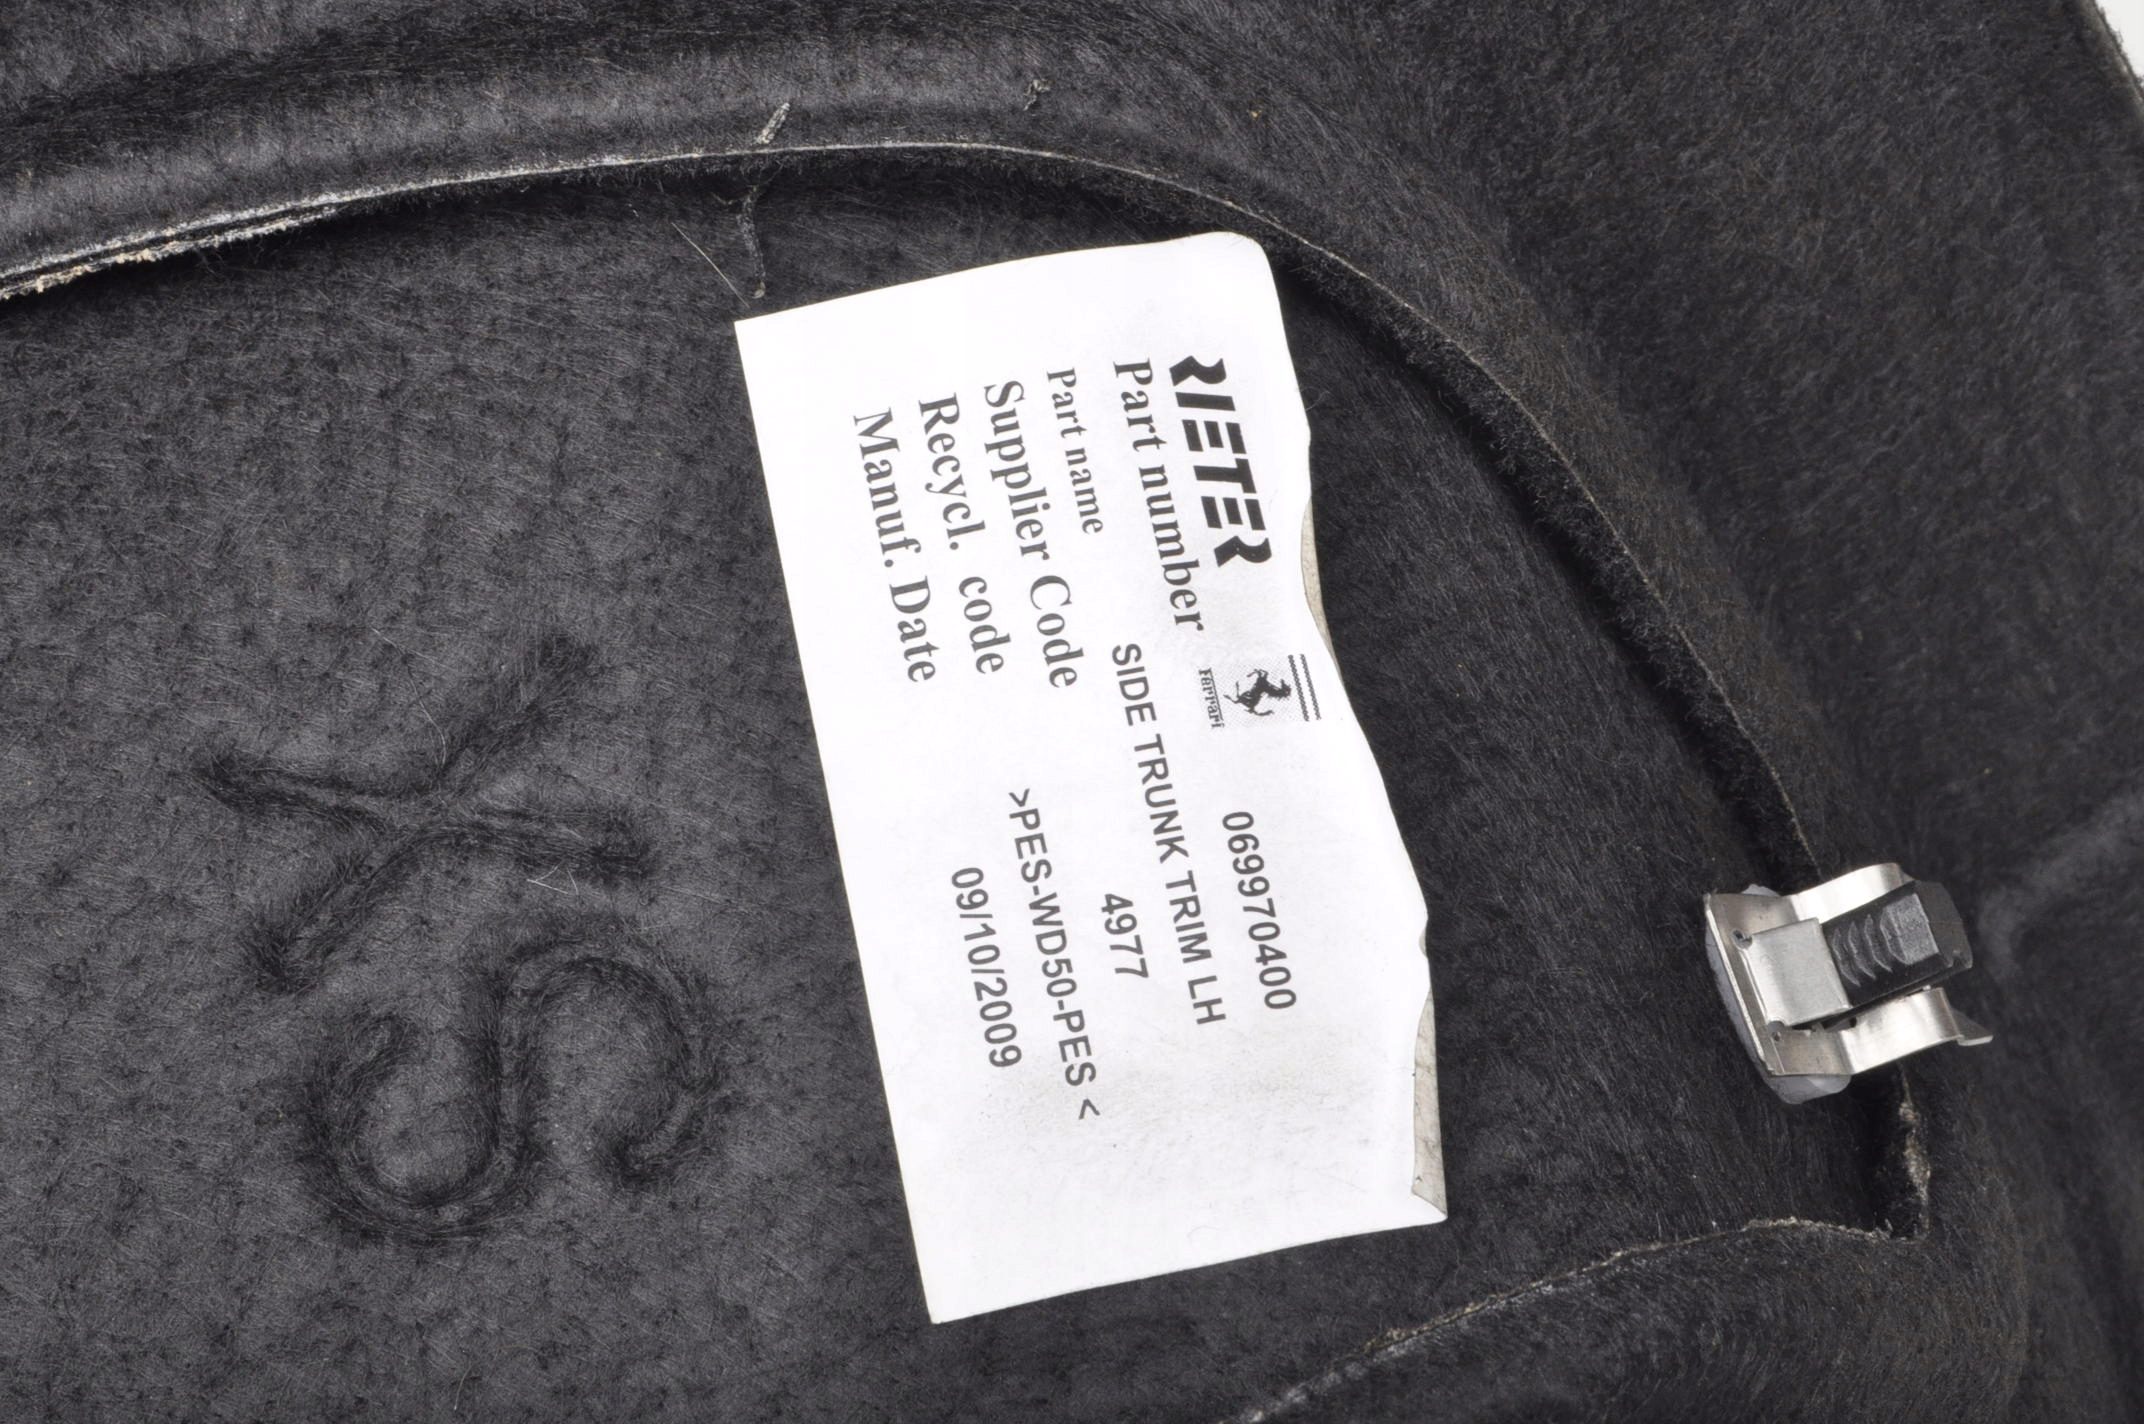 RIETER
Ferrari
Part number 069970400
Part name SIDE TRUNK TRIM LH
Supplier Code 4977
Recycl. code >PES-WD50-PES <
Manuf. Date 09/10/2009